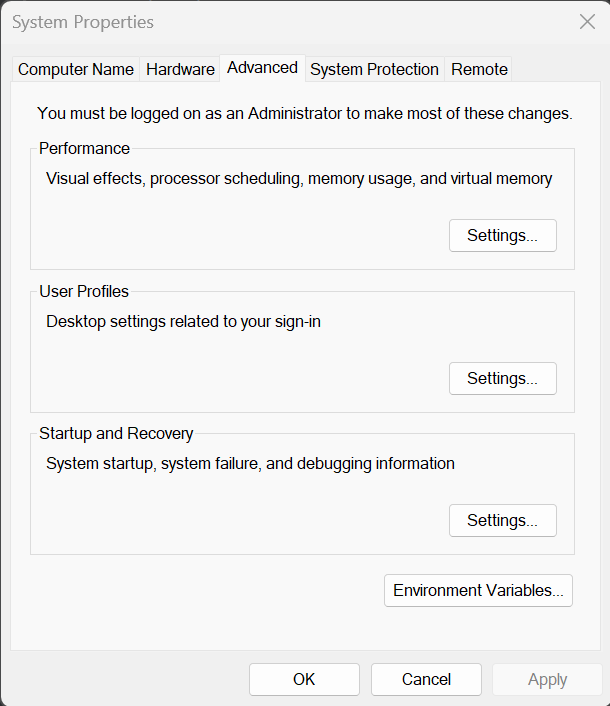 System Properties
Computer Name Hardware Advanced System Protection Remote
You must be logged on as an Administrator to make most of these changes.
Performance
Visual effects, processor scheduling, memory usage, and virtual memory
Settings...
User Profiles
Desktop settings related to your sign-in
Settings...
Startup and Recovery
System startup, system failure, and debugging information
Settings...
Environment Variables...
OK Cancel Apply